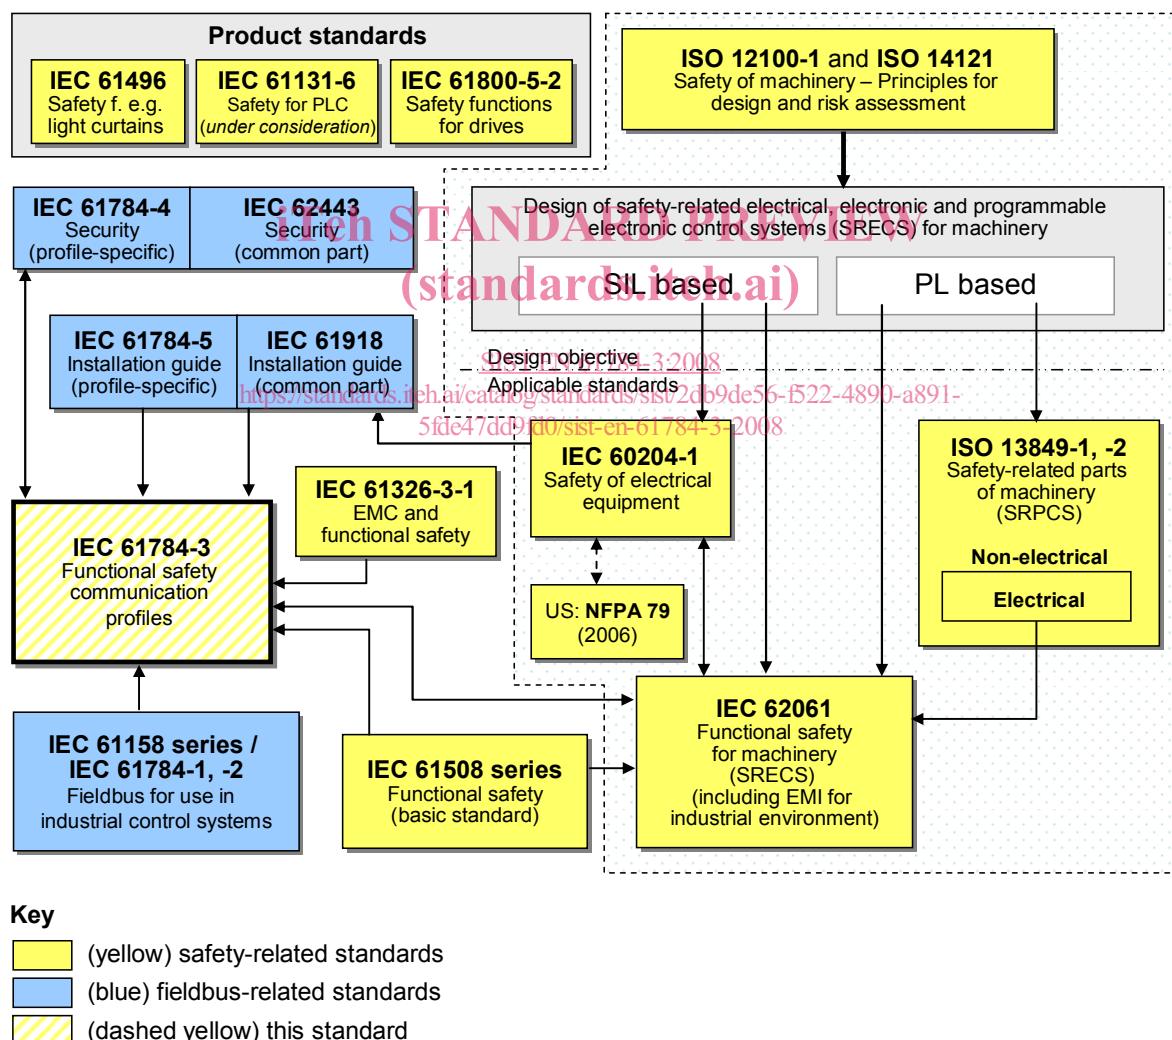 Product standards
IEC 61496
Safety f. e.g.
light curtains
IEC 61131-6
Safety for PLC
(under consideration)
IEC 61800-5-2
Safety functions
for drives
ISO 12100-1 and ISO 14121
Safety of machinery – Principles for
design and risk assessment
IEC 61784-4
Security
(profile-specific)
IEC 62443
Security
(common part)
Design of safety-related electrical, electronic and programmable
electronic control systems (SRECS) for machinery
iTeh STANDARD PREVIEW
(standards.iteh.ai)
SIL based
PL based
IEC 61784-5
Installation guide
(profile-specific)
IEC 61918
Installation guide
(common part)
Design objective
SIST EN 61784-3:2008
Applicable standards
https://standards.iteh.ai/catalog/standards/sist/2db9de56-f522-4890-a891-
5fde47dd9fd0/sist-en-61784-3-2008
IEC 60204-1
Safety of electrical
equipment
ISO 13849-1, -2
Safety-related parts
of machinery
(SRPCS)
Non-electrical
Electrical
IEC 61326-3-1
EMC and
functional safety
IEC 61784-3
Functional safety
communication
profiles
US: NFPA 79
(2006)
IEC 62061
Functional safety
for machinery
(SRECS)
(including EMI for
industrial environment)
IEC 61158 series /
IEC 61784-1, -2
Fieldbus for use in
industrial control systems
IEC 61508 series
Functional safety
(basic standard)
Key
(yellow) safety-related standards
(blue) fieldbus-related standards
(dashed yellow) this standard